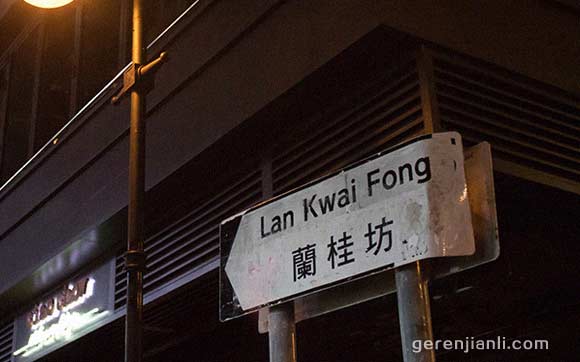 Lan Kwai Fong
蘭桂坊
gerenjianli.com